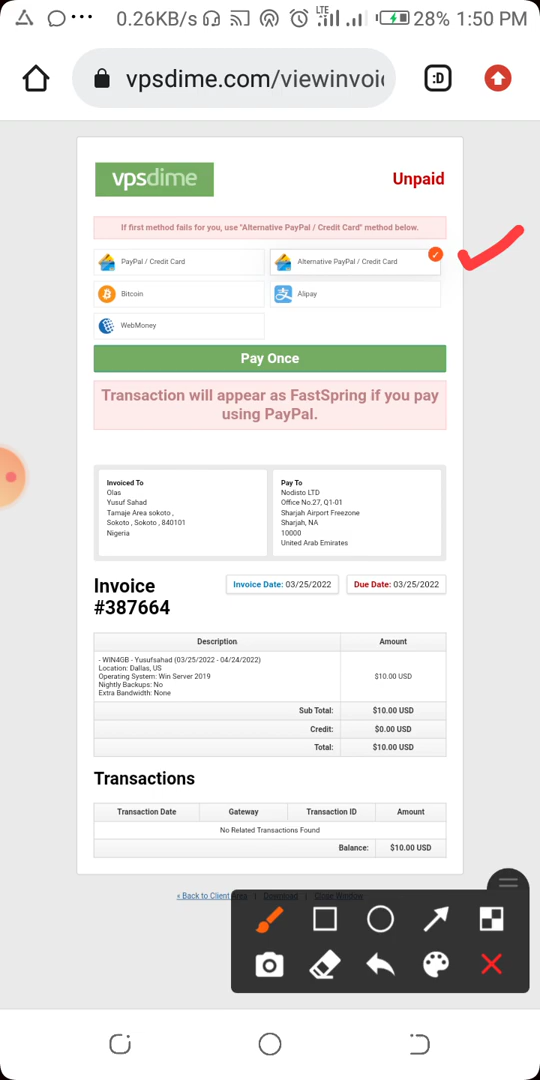 0.26KB/s LTE 28% 1:50 PM
vpsdime.com/viewinvoi
:D
vpsdime
Unpaid
If first method fails for you, use "Alternative PayPal / Credit Card" method below.
PayPal / Credit Card
Alternative PayPal / Credit Card
Bitcoin
Alipay
WebMoney
Pay Once
Transaction will appear as FastSpring if you pay
using PayPal.
Invoiced To
Olas
Yusuf Sahad
Tamaje Area sokoto ,
Sokoto , Sokoto , 840101
Nigeria
Pay To
Nodisto LTD
Office No.27, Q1-01
Sharjah Airport Freezone
Sharjah, NA
10000
United Arab Emirates
Invoice
#387664
Invoice Date: 03/25/2022
Due Date: 03/25/2022
Description Amount
- WIN4GB - Yusufsahad (03/25/2022 - 04/24/2022)
Location: Dallas, US
Operating System: Win Server 2019
Nightly Backups: No
Extra Bandwidth: None
$10.00 USD
Sub Total: $10.00 USD
Credit: $0.00 USD
Total: $10.00 USD
Transactions
Transaction Date Gateway Transaction ID Amount
No Related Transactions Found
Balance: $10.00 USD
« Back to Client Area | Download | Close Window